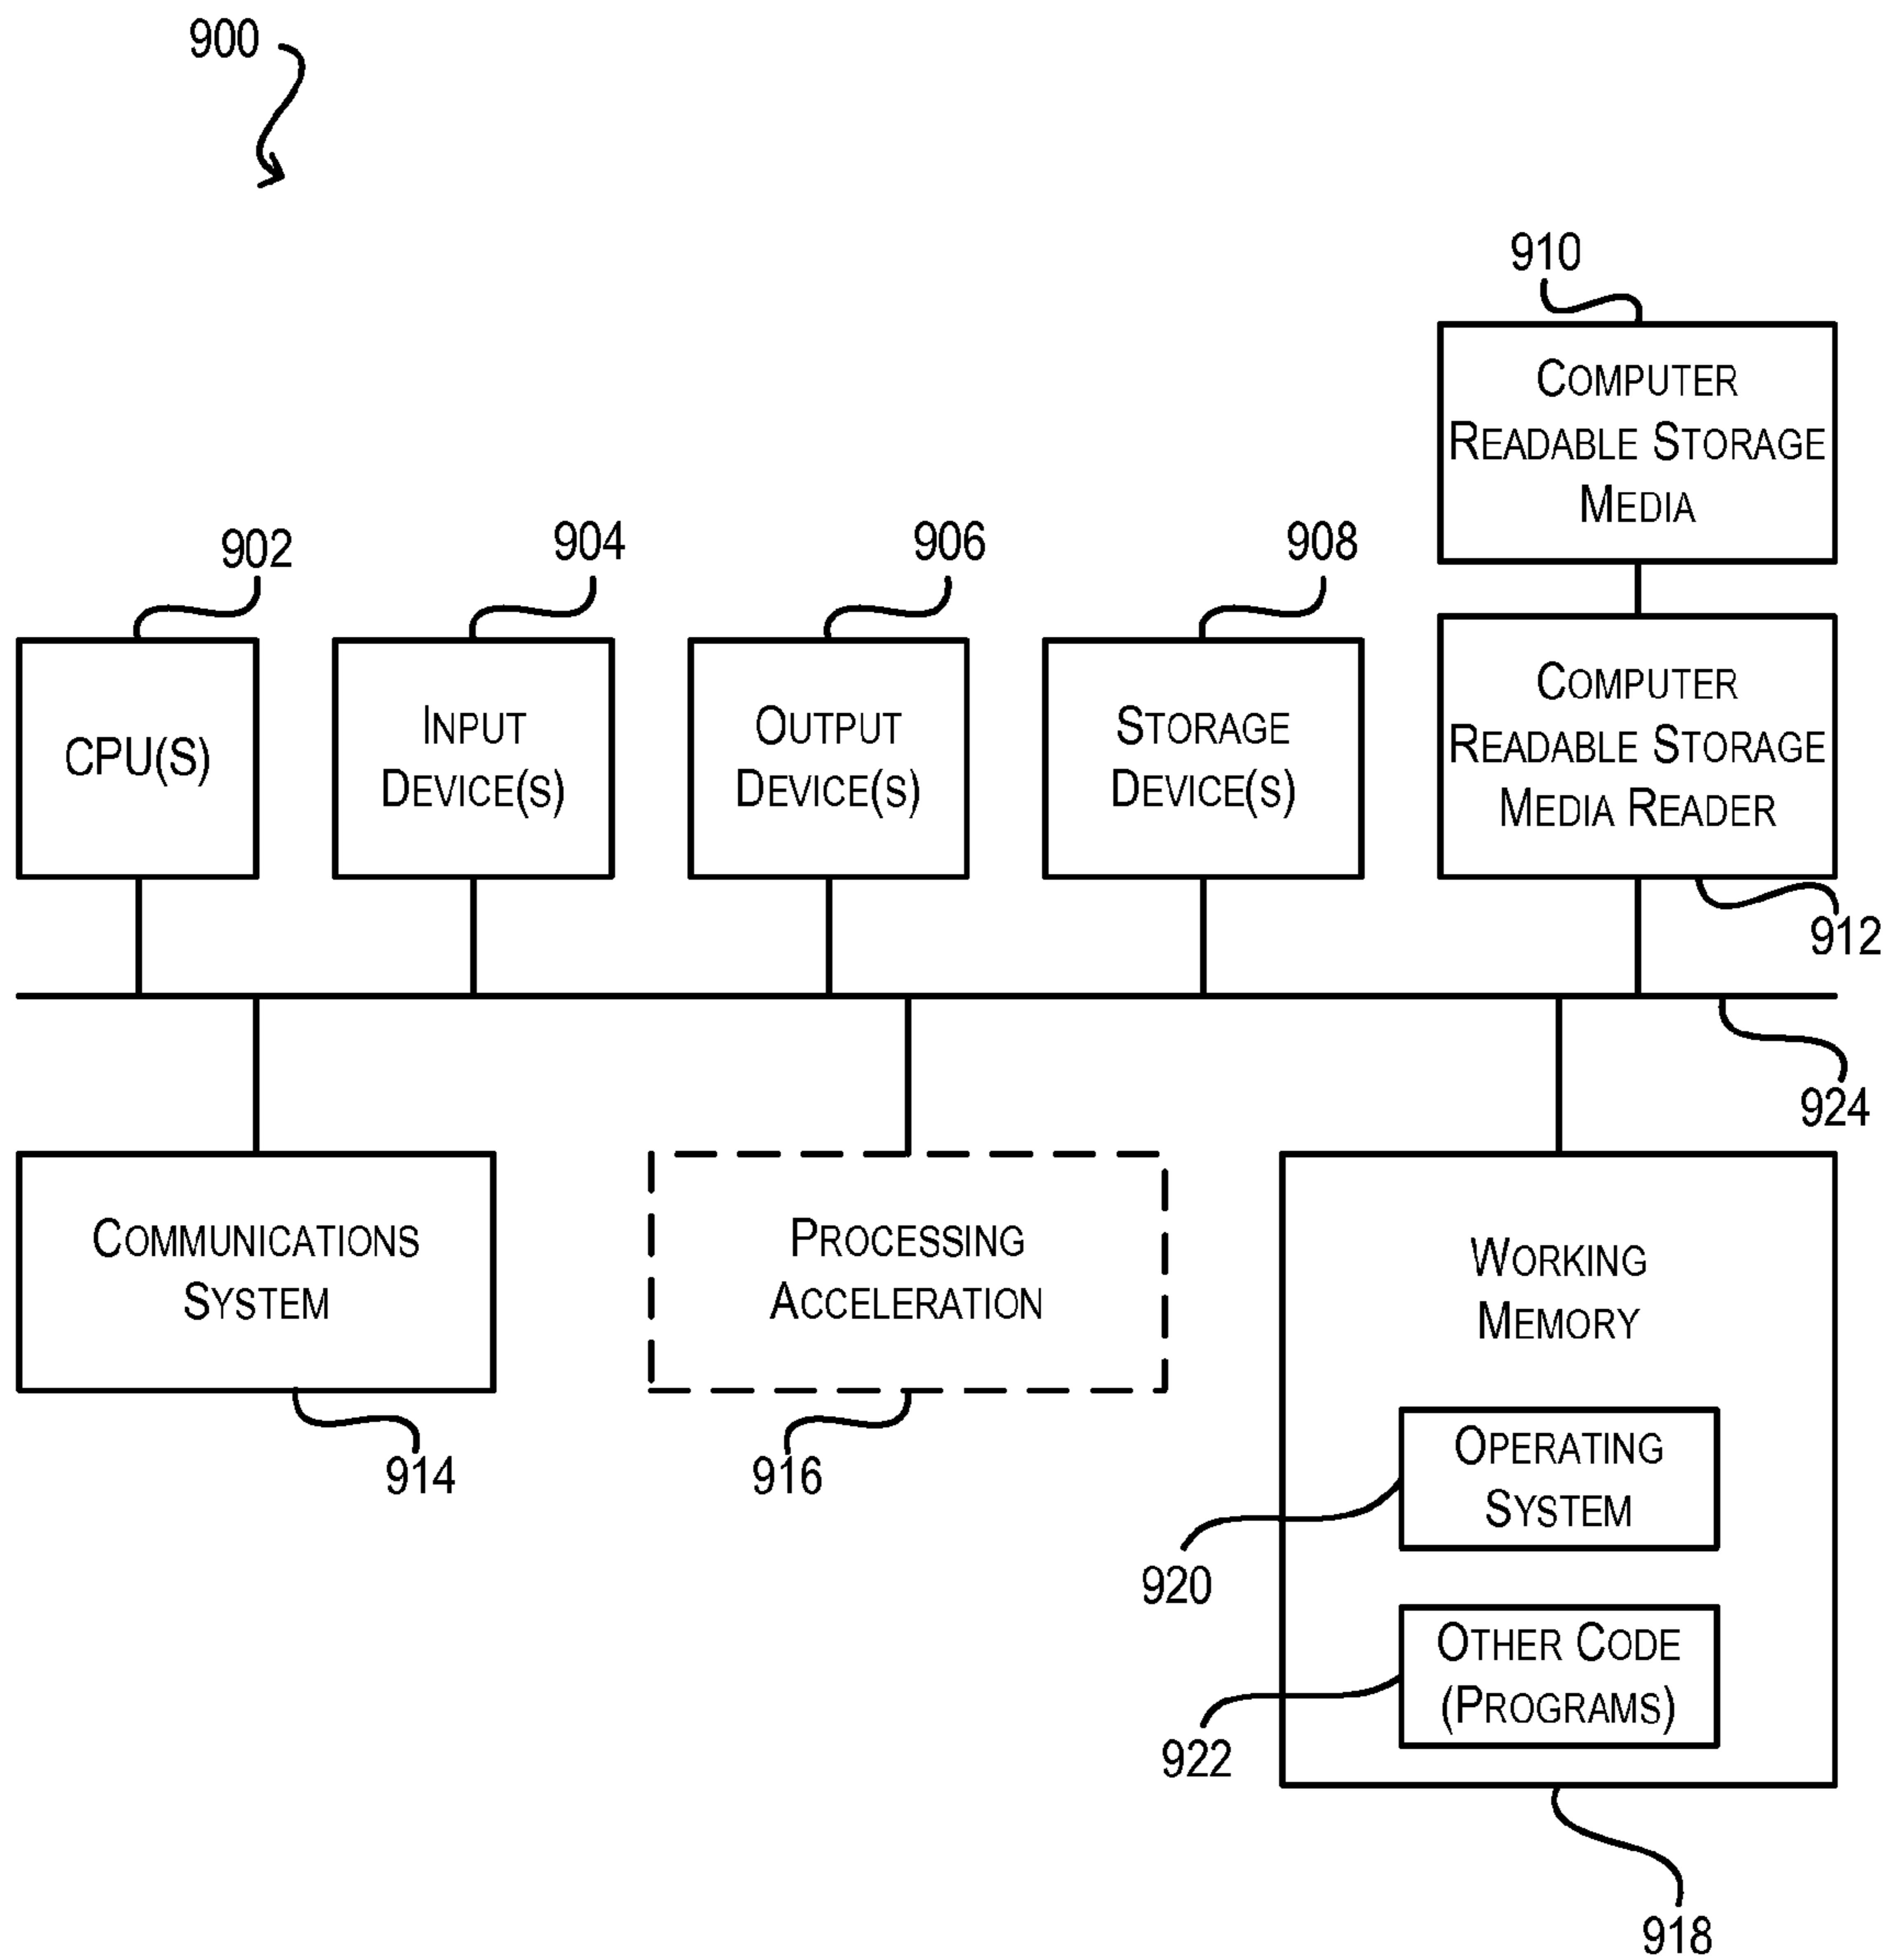 900
910
COMPUTER
READABLE STORAGE
MEDIA
902
904
906
908
CPU(S)
INPUT
DEVICE(S)
OUTPUT
DEVICE(S)
STORAGE
DEVICE(S)
COMPUTER
READABLE STORAGE
MEDIA READER
912
924
COMMUNICATIONS
SYSTEM
914
PROCESSING
ACCELERATION
916
WORKING
MEMORY
OPERATING
SYSTEM
920
OTHER CODE
(PROGRAMS)
922
918